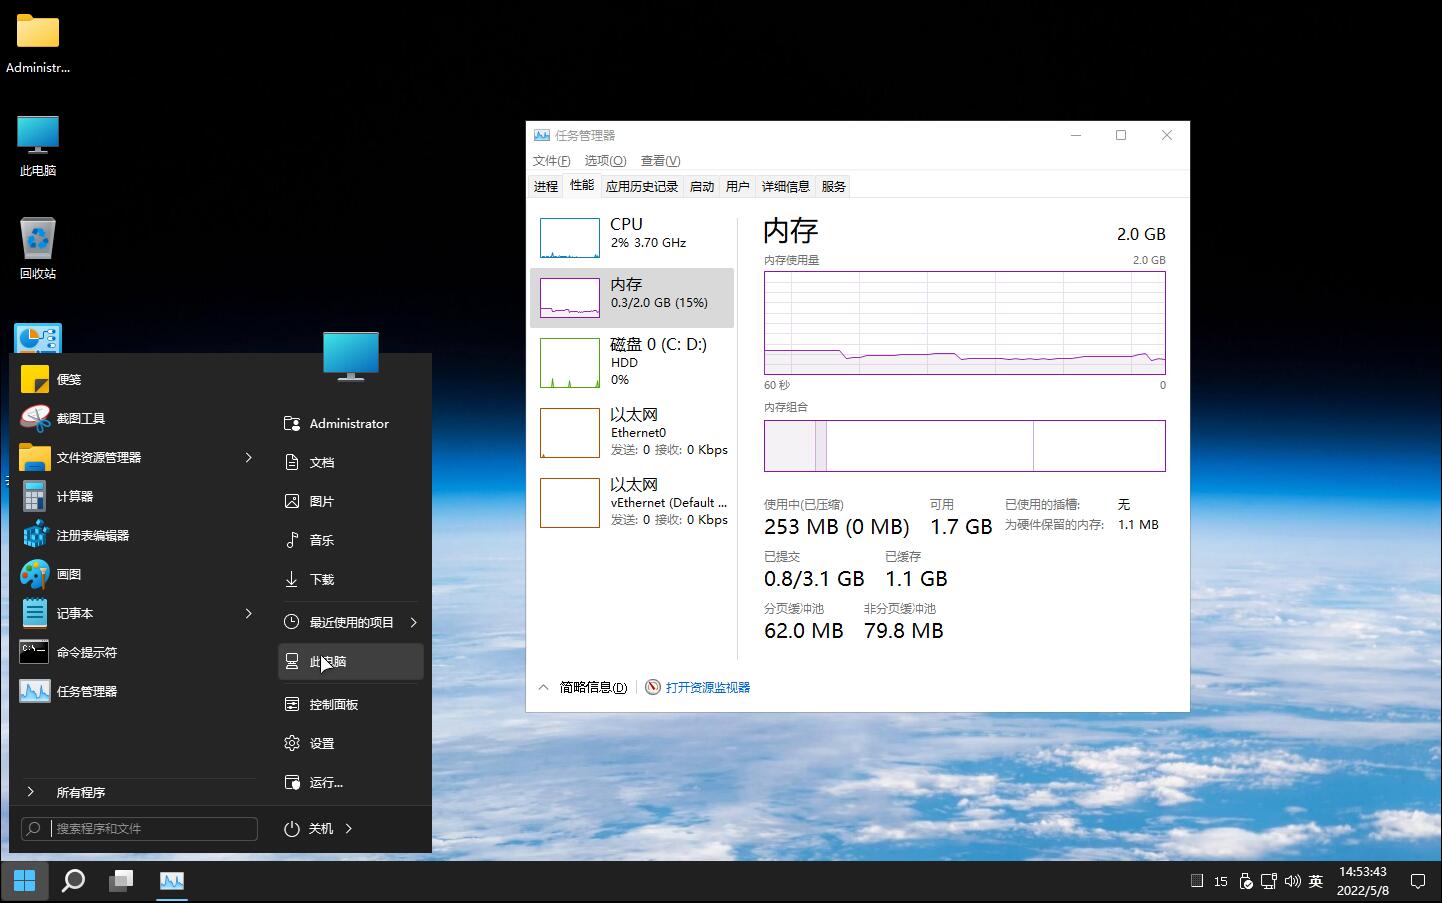 Administr...
此电脑
回收站
便笺
截图工具
文件资源管理器
计算器
注册表编辑器
画图
记事本
命令提示符
任务管理器
所有程序
搜索程序和文件
Administrator
文档
图片
音乐
下载
最近使用的项目
此电脑
控制面板
设置
运行...
关机
任务管理器
文件(F) 选项(O) 查看(V)
进程 性能 应用历史记录 启动 用户 详细信息 服务
CPU
2% 3.70 GHz
内存
0.3/2.0 GB (15%)
磁盘 0 (C: D:)
HDD
0%
以太网
Ethernet0
发送: 0 接收: 0 Kbps
以太网
vEthernet (Default ...
发送: 0 接收: 0 Kbps
内存 2.0 GB
内存使用量 2.0 GB
60 秒 0
内存组合
使用中(已压缩) 可用 已使用的插槽: 无
253 MB (0 MB) 1.7 GB 为硬件保留的内存: 1.1 MB
已提交 已缓存
0.8/3.1 GB 1.1 GB
分页缓冲池 非分页缓冲池
62.0 MB 79.8 MB
简略信息(D) 打开资源监视器
15 英 14:53:43
2022/5/8